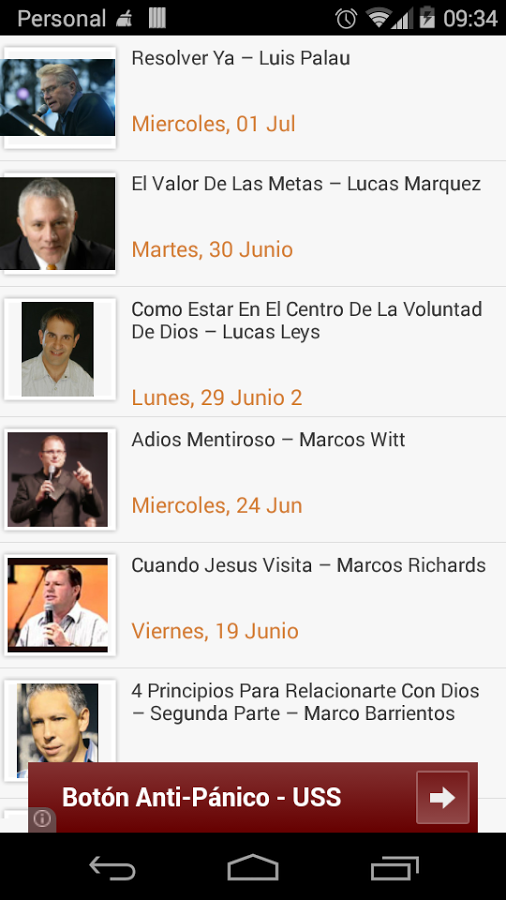 Personal
09:34
Resolver Ya – Luis Palau
Miercoles, 01 Jul
El Valor De Las Metas – Lucas Marquez
Martes, 30 Junio
Como Estar En El Centro De La Voluntad
De Dios – Lucas Leys
Lunes, 29 Junio 2
Adios Mentiroso – Marcos Witt
Miercoles, 24 Jun
Cuando Jesus Visita – Marcos Richards
Viernes, 19 Junio
4 Principios Para Relacionarte Con Dios
– Segunda Parte – Marco Barrientos
Botón Anti-Pánico - USS